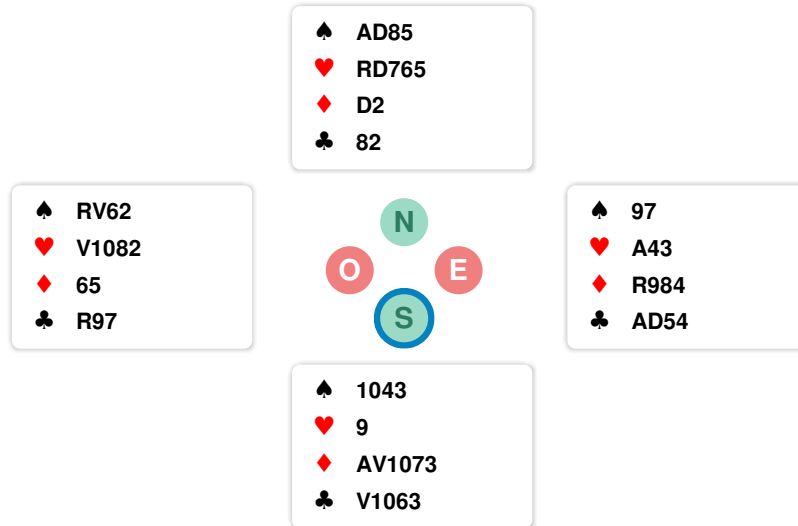 ♠ AD85
♥ RD765
♦ D2
♣ 82
♠ RV62
♥ V1082
♦ 65
♣ R97
N
O E
S
♠ 97
♥ A43
♦ R984
♣ AD54
♠ 1043
♥ 9
♦ AV1073
♣ V1063